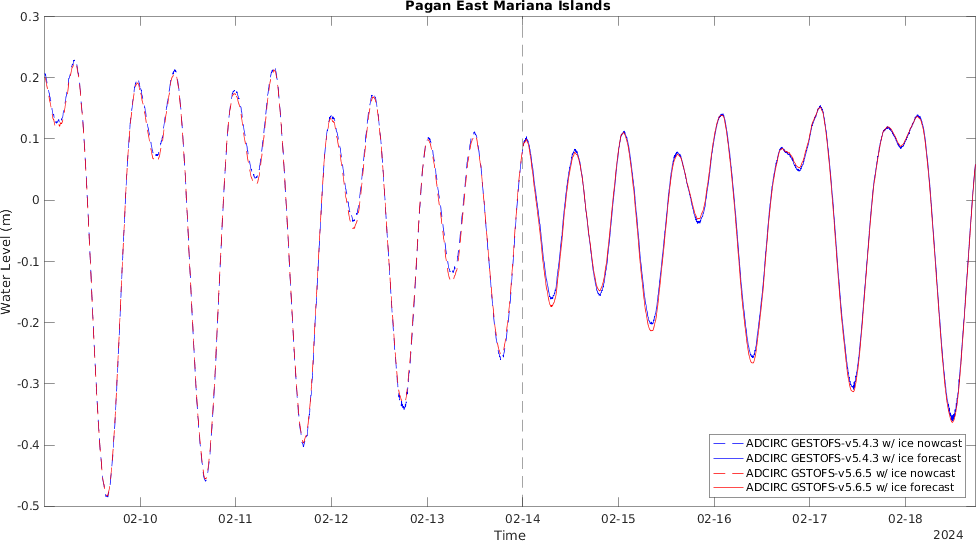 Pagan East Mariana Islands
0.3
0.2
0.1
0
-0.1
-0.2
-0.3
-0.4
-0.5
Water Level (m)
ADCIRC GESTOFS-v5.4.3 w/ ice nowcast
ADCIRC GESTOFS-v5.4.3 w/ ice forecast
ADCIRC GSTOFS-v5.6.5 w/ ice nowcast
ADCIRC GSTOFS-v5.6.5 w/ ice forecast
02-10 02-11 02-12 02-13 02-14 02-15 02-16 02-17 02-18
Time
2024